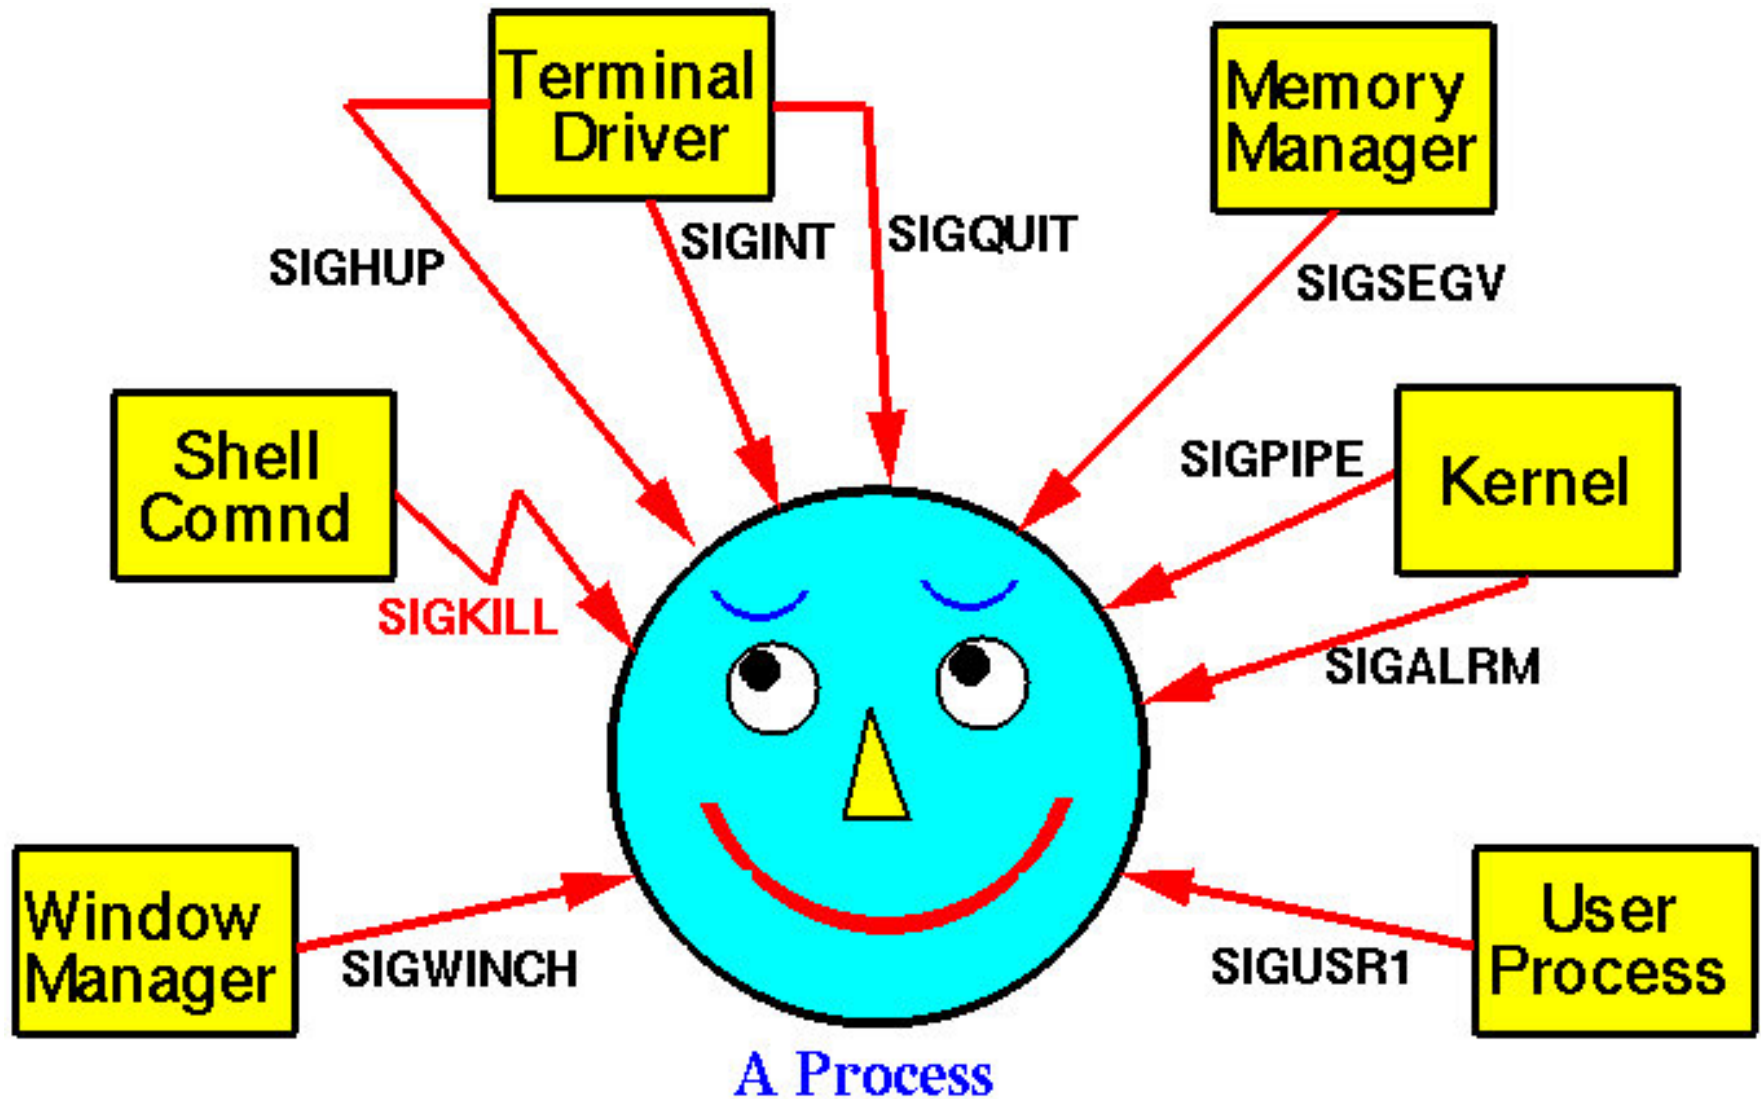 Terminal
Driver
Memory
Manager
SIGHUP
SIGINT
SIGQUIT
SIGSEGV
Shell
Comnd
SIGPIPE
Kernel
SIGKILL
SIGALRM
Window
Manager
SIGWINCH
User
Process
SIGUSR1
A Process